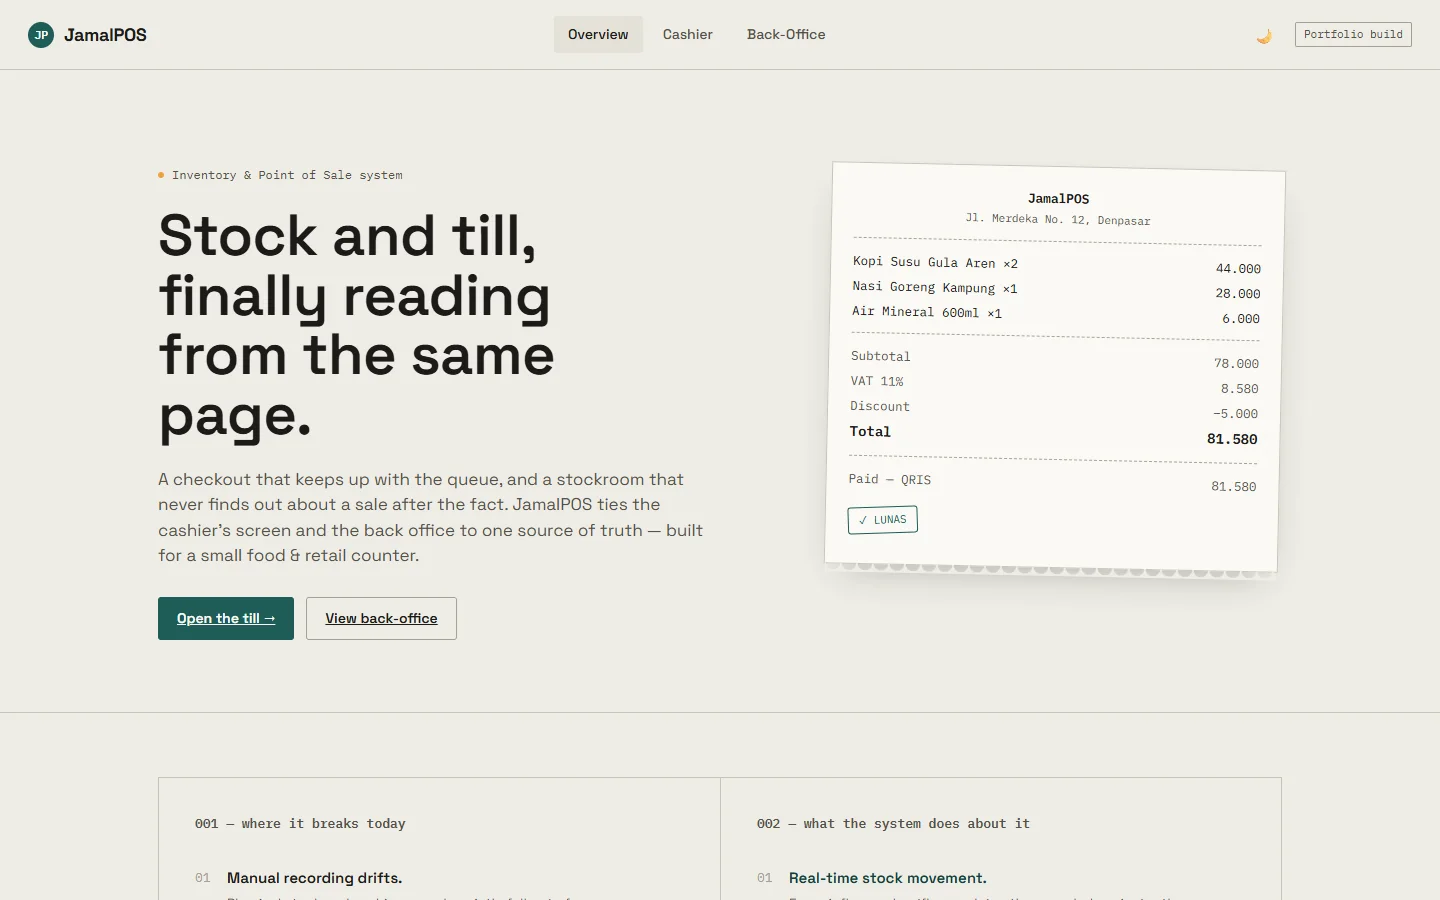 JP JamalPOS
Overview Cashier Back-Office
Portfolio build
Inventory & Point of Sale system
Stock and till,
finally reading
from the same
page.
A checkout that keeps up with the queue, and a stockroom that
never finds out about a sale after the fact. JamalPOS ties the
cashier's screen and the back office to one source of truth — built
for a small food & retail counter.
Open the till →
View back-office
JamalPOS
Jl. Merdeka No. 12, Denpasar
Kopi Susu Gula Aren ×2 44.000
Nasi Goreng Kampung ×1 28.000
Air Mineral 600ml ×1 6.000
Subtotal 78.000
VAT 11% 8.580
Discount −5.000
Total 81.580
Paid — QRIS 81.580
✓ LUNAS
001 — where it breaks today
01 Manual recording drifts.
002 — what the system does about it
01 Real-time stock movement.